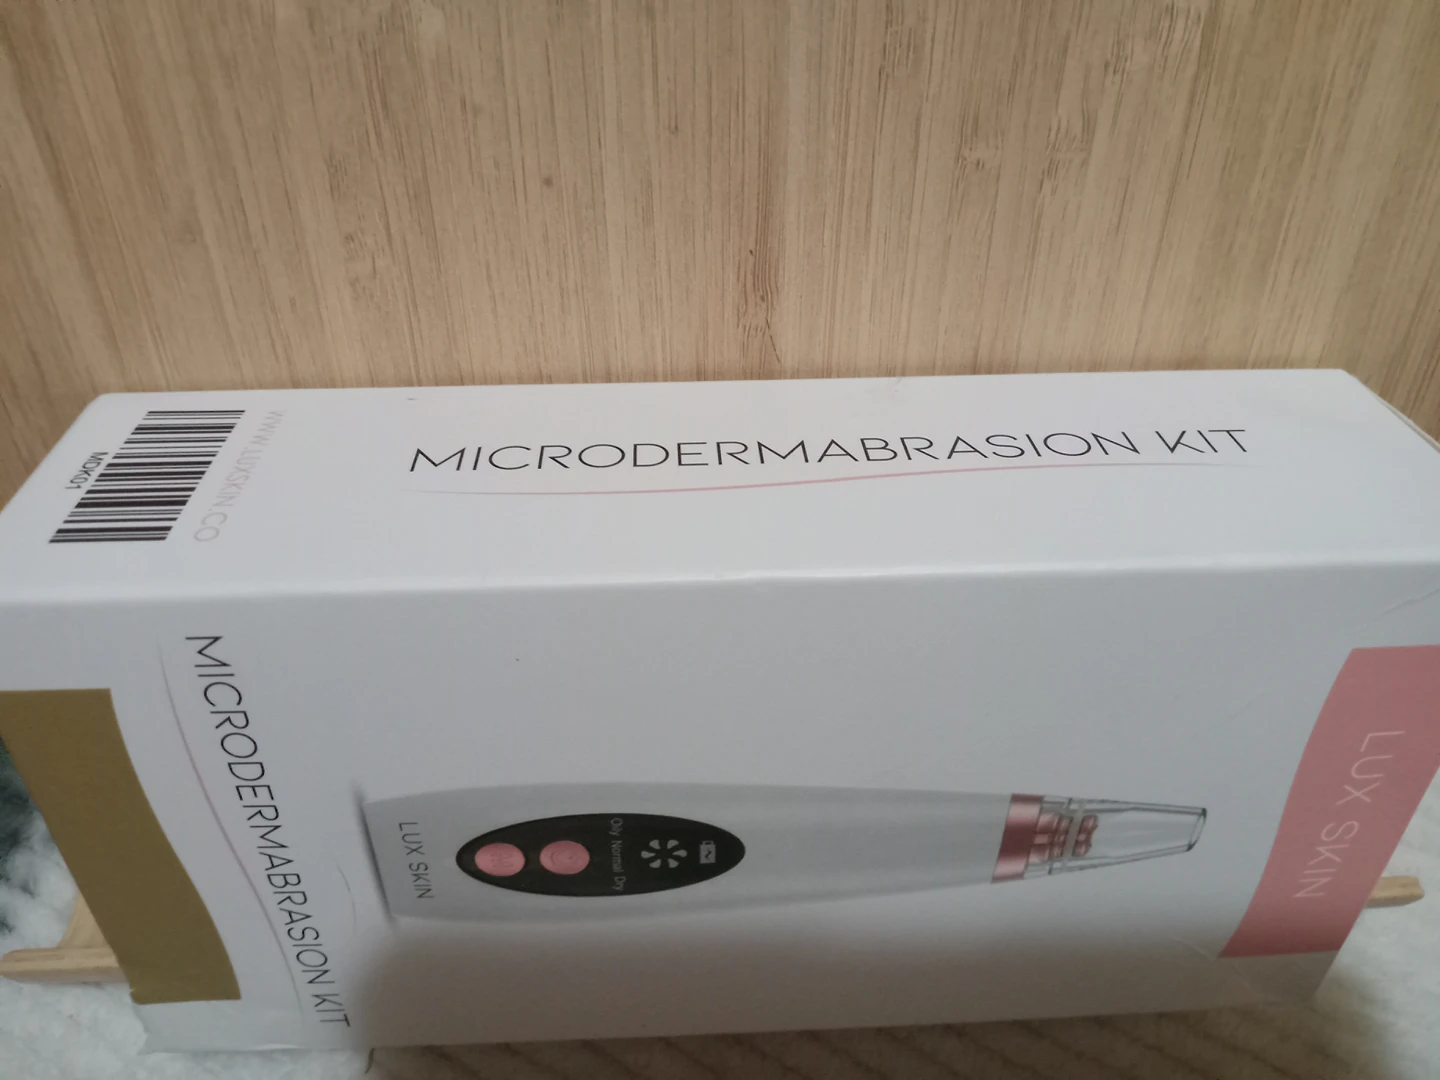 MICRODERMABRASION KIT
WWW.LUXSKIN.CO
MDK01
LUX SKIN
Oily Normal Dry
LUX SKIN
MICRODERMABRASION KIT